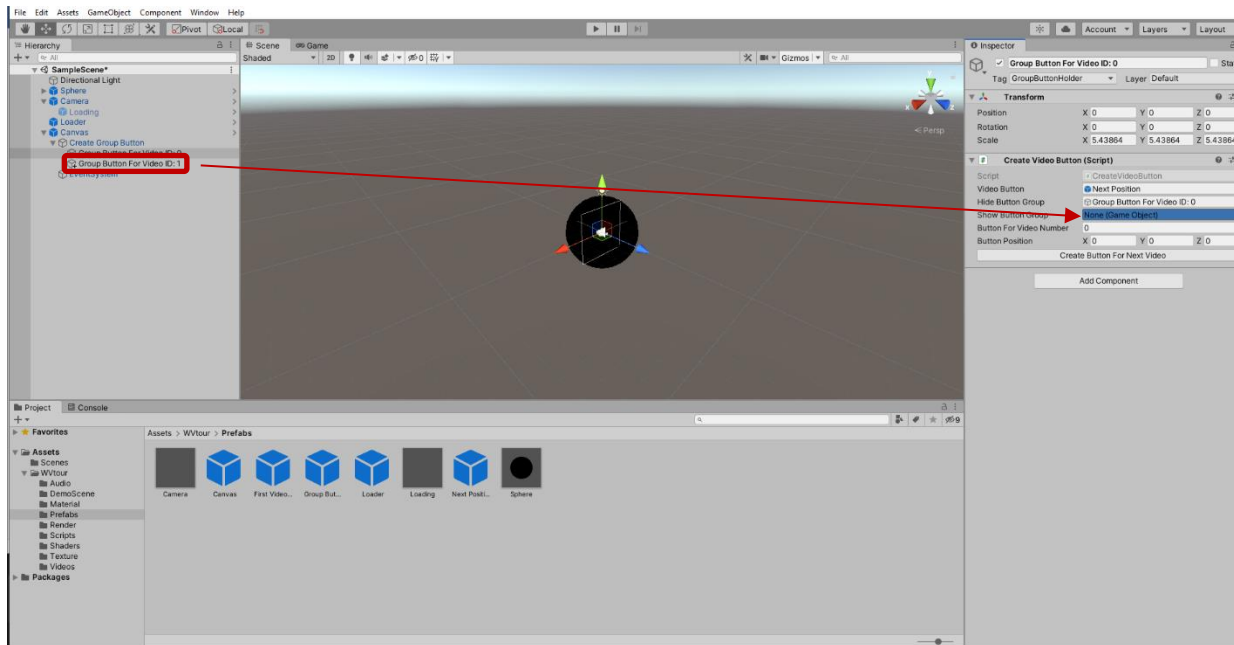 File Edit Assets GameObject Component Window Help
Pivot Local
Account Layers Layout
Hierarchy
All
SampleScene*
Directional Light
Sphere
Camera
Loading
Loader
Canvas
Create Group Button
Group Button For Video ID: 0
Group Button For Video ID: 1
EventSystem
Scene Game
Shaded 2D 0 Gizmos All
Persp
Inspector
Group Button For Video ID: 0 Sta
Tag GroupButtonHolder Layer Default
Transform
Position X 0 Y 0 Z 0
Rotation X 0 Y 0 Z 0
Scale X 5.43864 Y 5.43864 Z 5.43864
Create Video Button (Script)
Script CreateVideoButton
Video Button Next Position
Hide Button Group Group Button For Video ID: 0
Show Button Group None (Game Object)
Button For Video Number 0
Button Position X 0 Y 0 Z 0
Create Button For Next Video
Add Component
Project Console
9
Favorites
Assets
Scenes
WVtour
Audio
DemoScene
Material
Prefabs
Render
Scripts
Shaders
Texture
Videos
Packages
Assets > WVtour > Prefabs
Camera Canvas First Video... Group But... Loader Loading Next Positi... Sphere